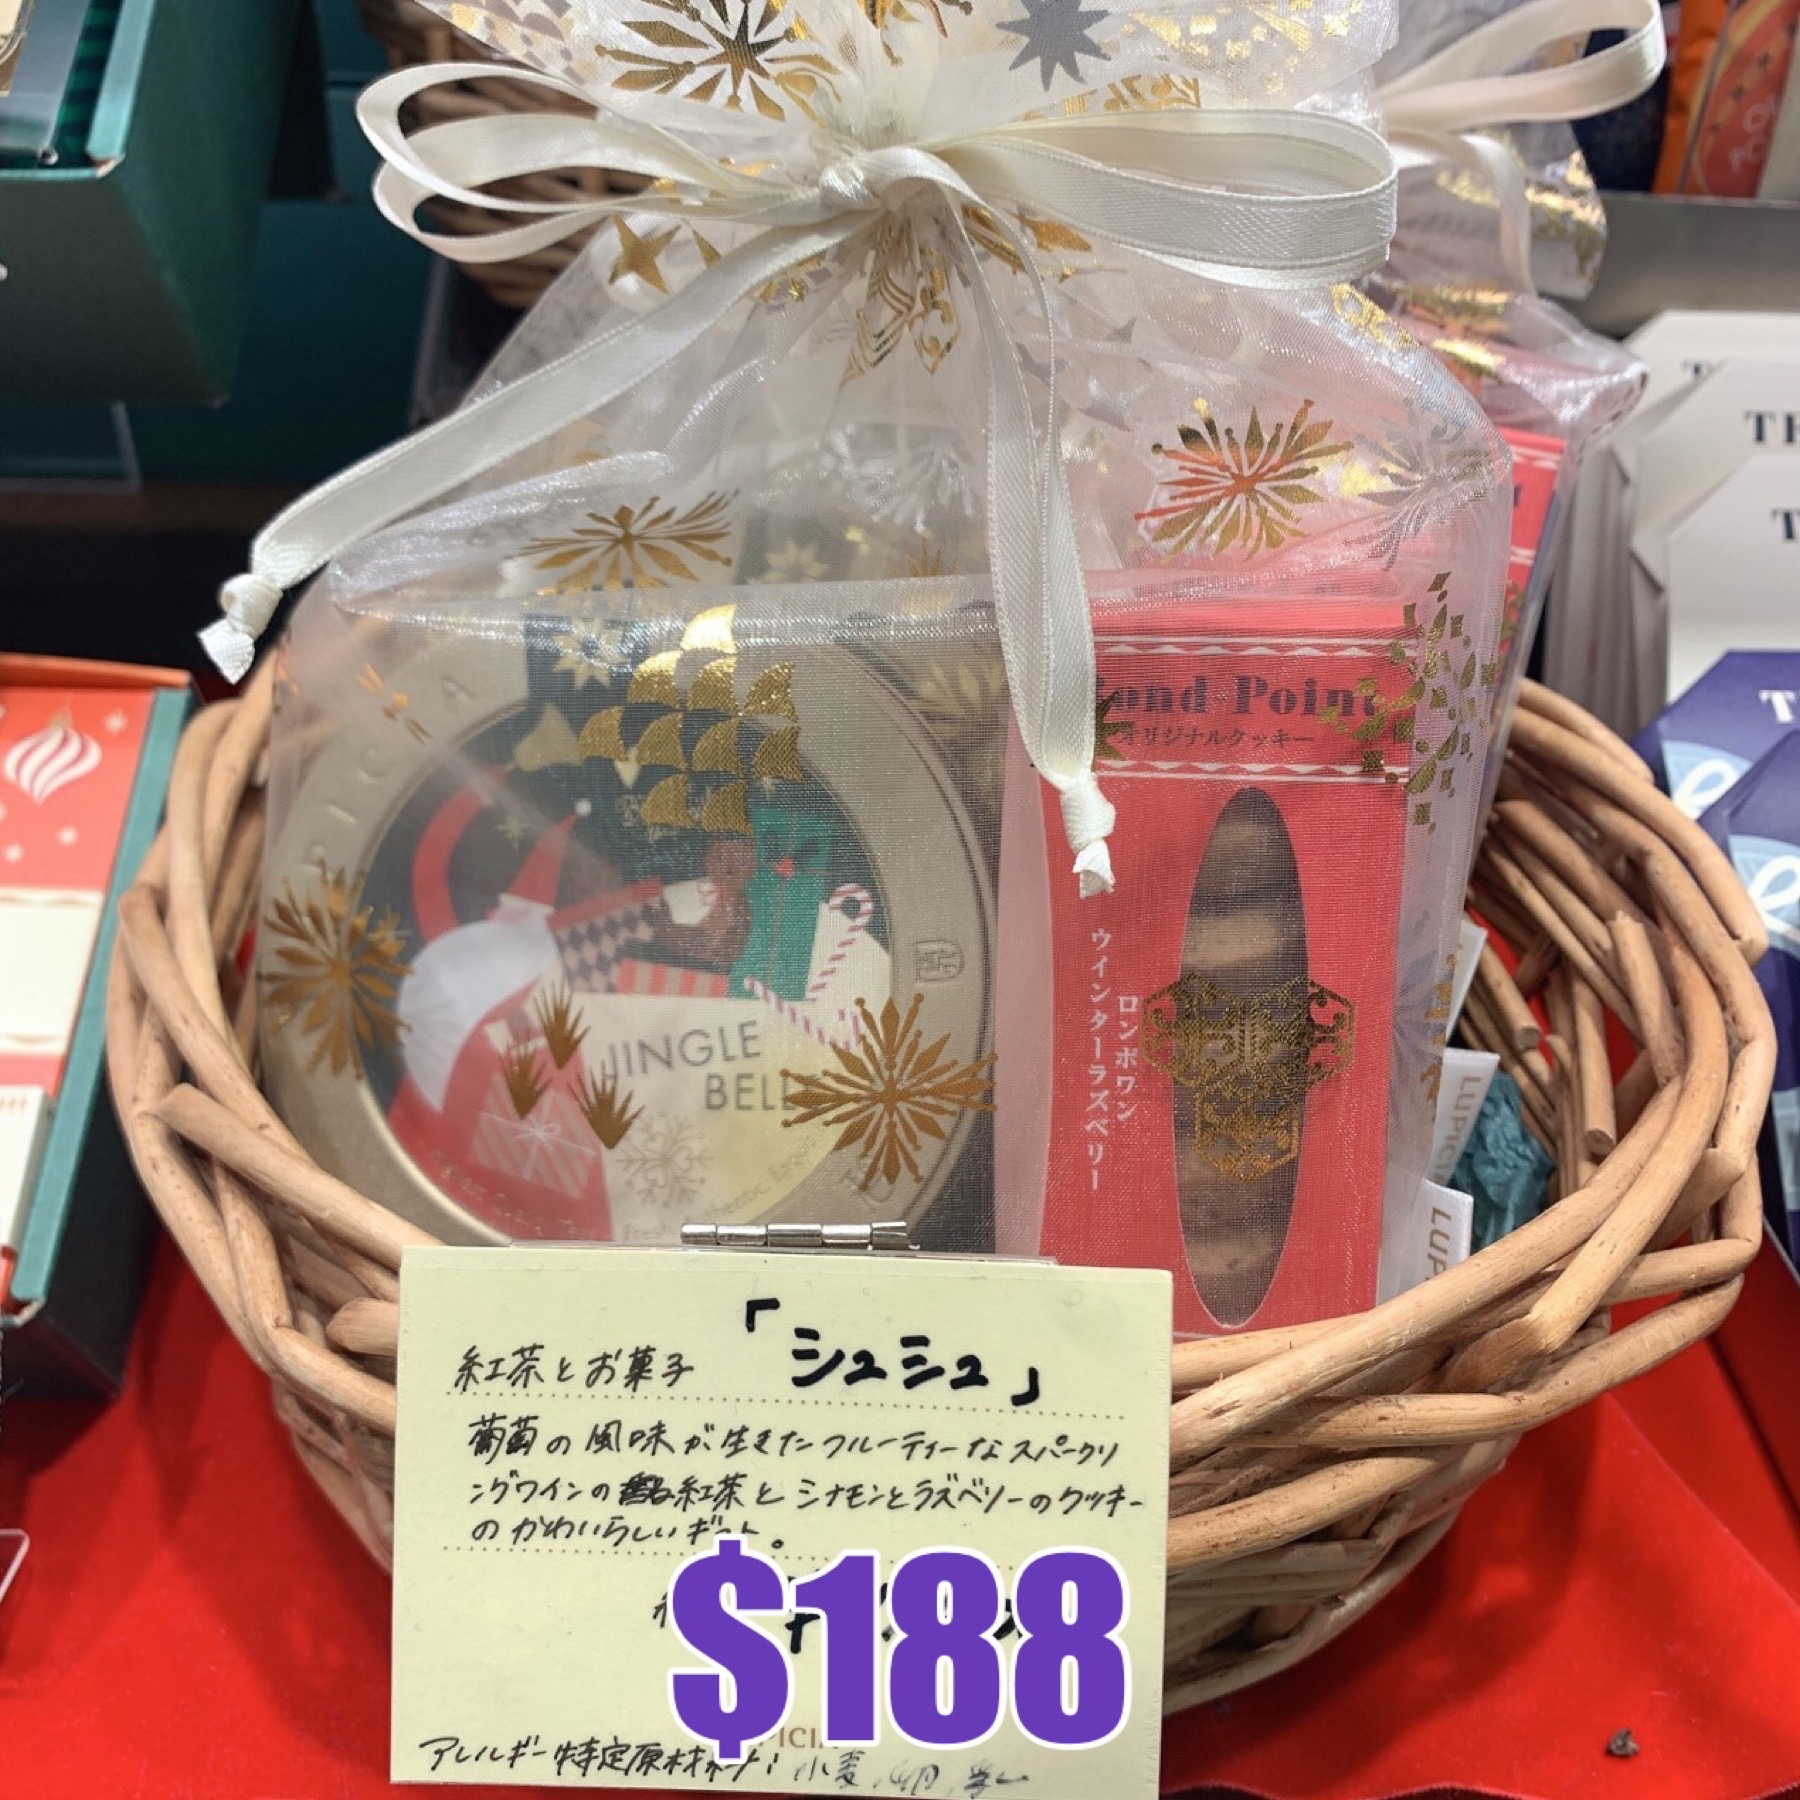 Point
オリジナルクッキー
ロンポワン
ウインターラズベリー
JINGLE
BELL
LUPICIA
LUP
紅茶とお菓子 「シュシュ」
葡萄の風味が生きたフルーティーなスパークリ
ングワインの紅茶とシナモンとラズベリーのクッキー
のかわいらしいギフト。
$188
アレルギー特定原材料: 小麦, 卵, 乳